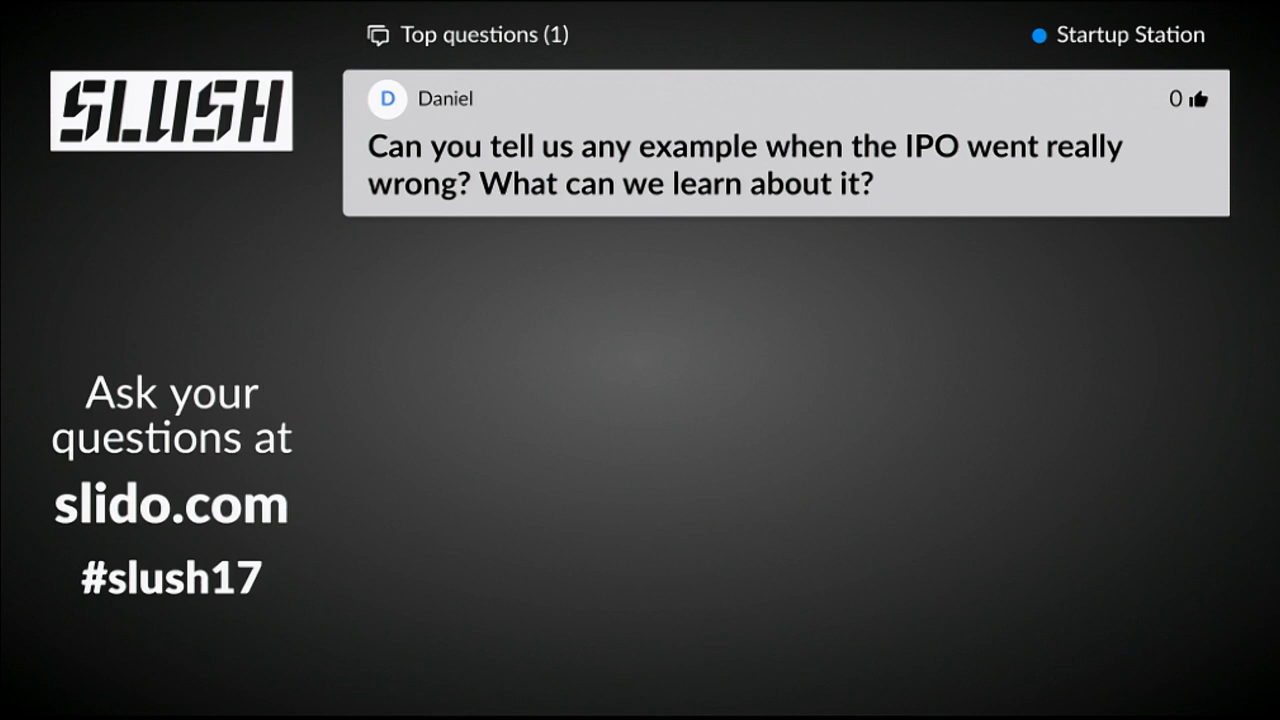 Top questions (1)
Startup Station
SLUSH
D
Daniel
0
Can you tell us any example when the IPO went really
wrong? What can we learn about it?
Ask your
questions at
slido.com
#slush17